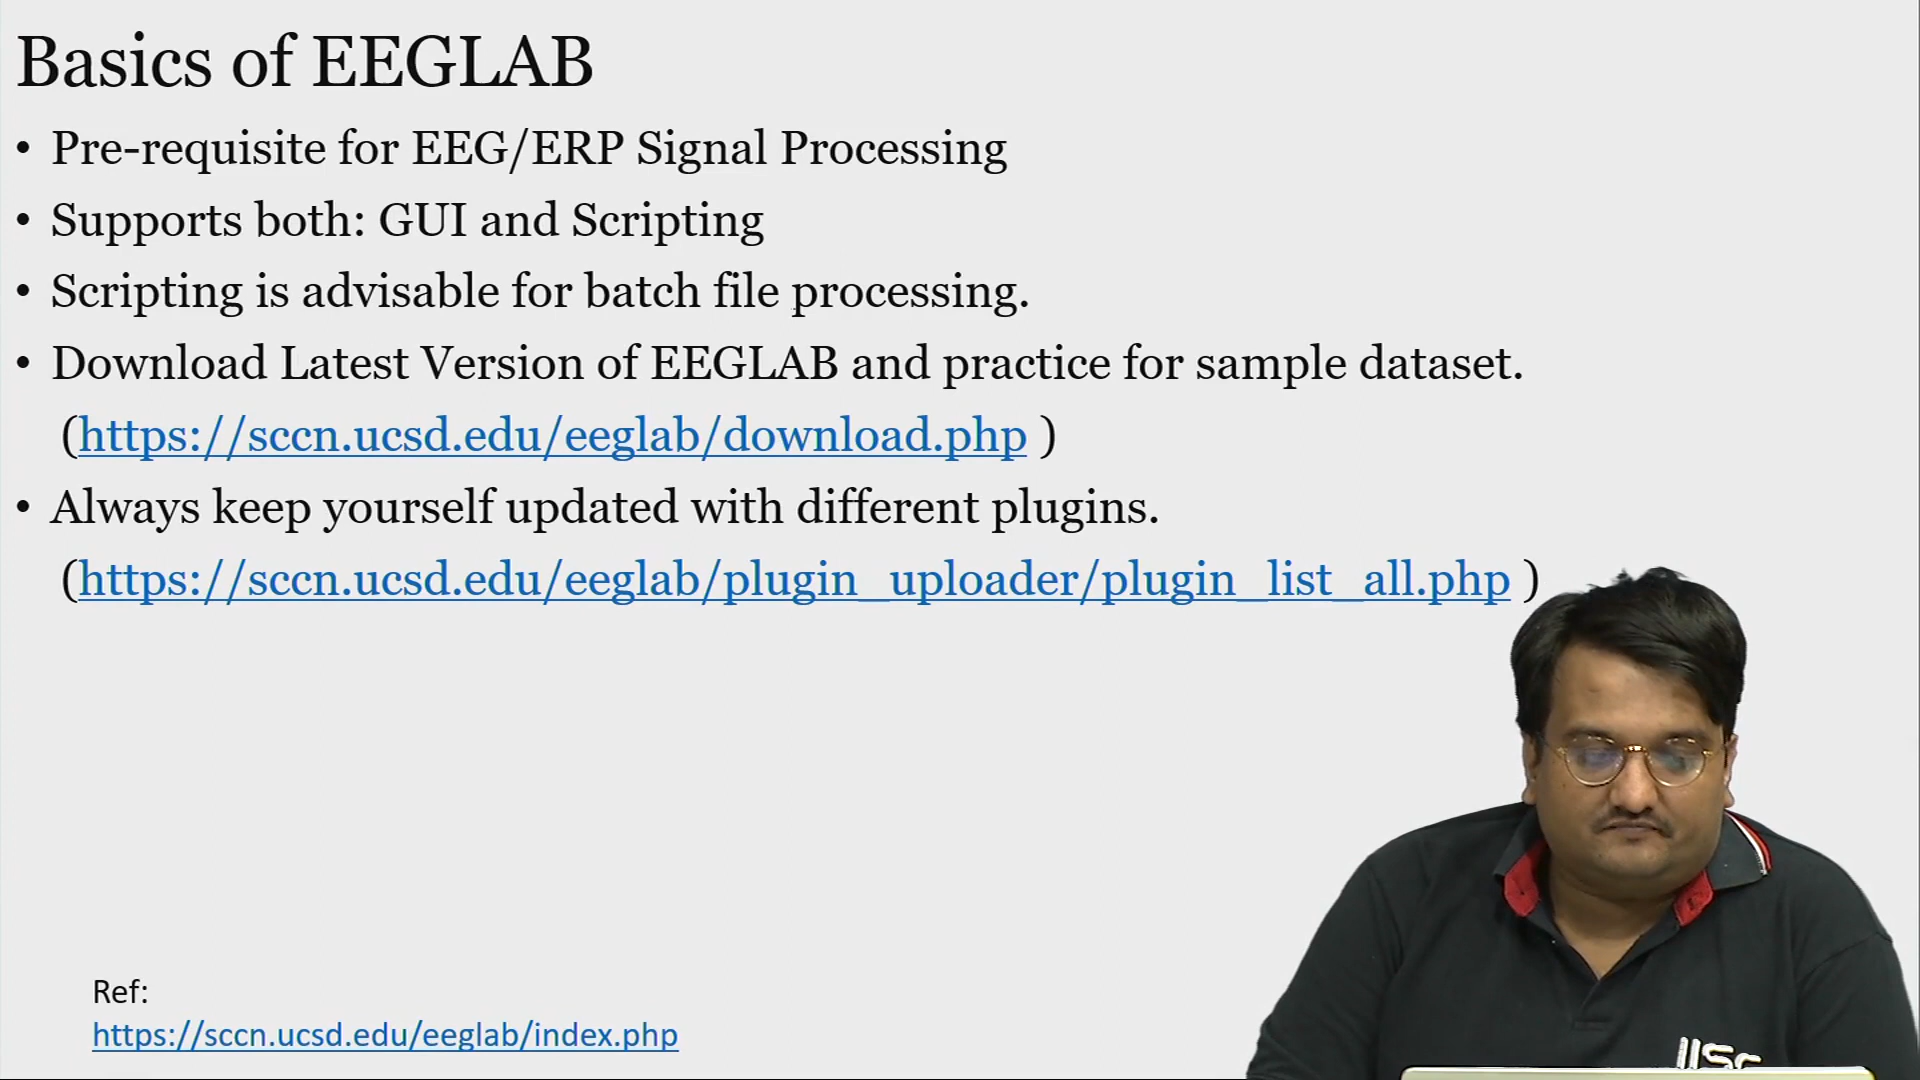 Basics of EEGLAB
• Pre-requisite for EEG/ERP Signal Processing
• Supports both: GUI and Scripting
• Scripting is advisable for batch file processing.
• Download Latest Version of EEGLAB and practice for sample dataset.
(https://sccn.ucsd.edu/eeglab/download.php )
• Always keep yourself updated with different plugins.
(https://sccn.ucsd.edu/eeglab/plugin_uploader/plugin_list_all.php )
Ref:
https://sccn.ucsd.edu/eeglab/index.php
IISc